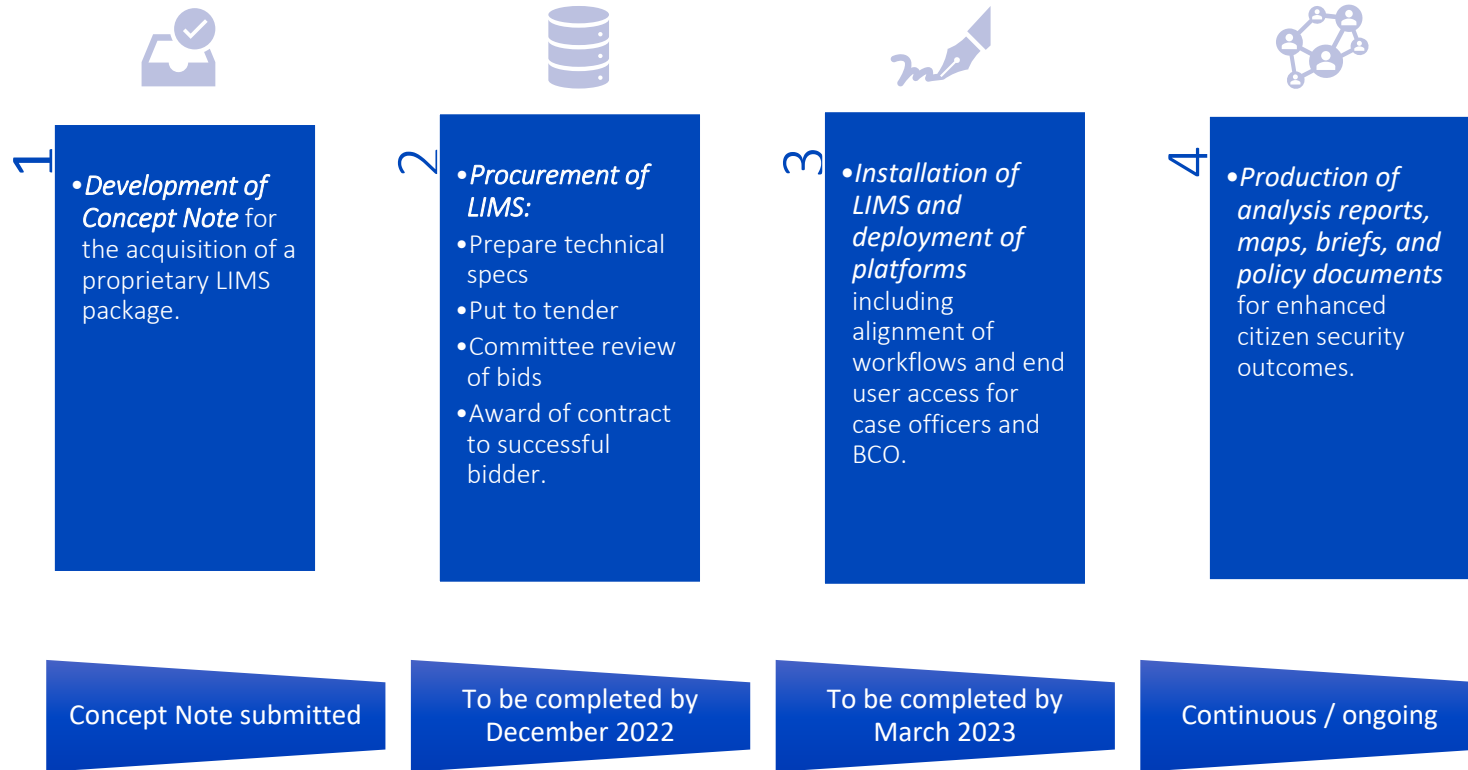 1
•Development of
Concept Note for
the acquisition of a
proprietary LIMS
package.
2
•Procurement of
LIMS:
•Prepare technical
specs
•Put to tender
•Committee review
of bids
•Award of contract
to successful
bidder.
3
•Installation of
LIMS and
deployment of
platforms
including
alignment of
workflows and end
user access for
case officers and
BCO.
4
•Production of
analysis reports,
maps, briefs, and
policy documents
for enhanced
citizen security
outcomes.
Concept Note submitted
To be completed by
December 2022
To be completed by
March 2023
Continuous / ongoing